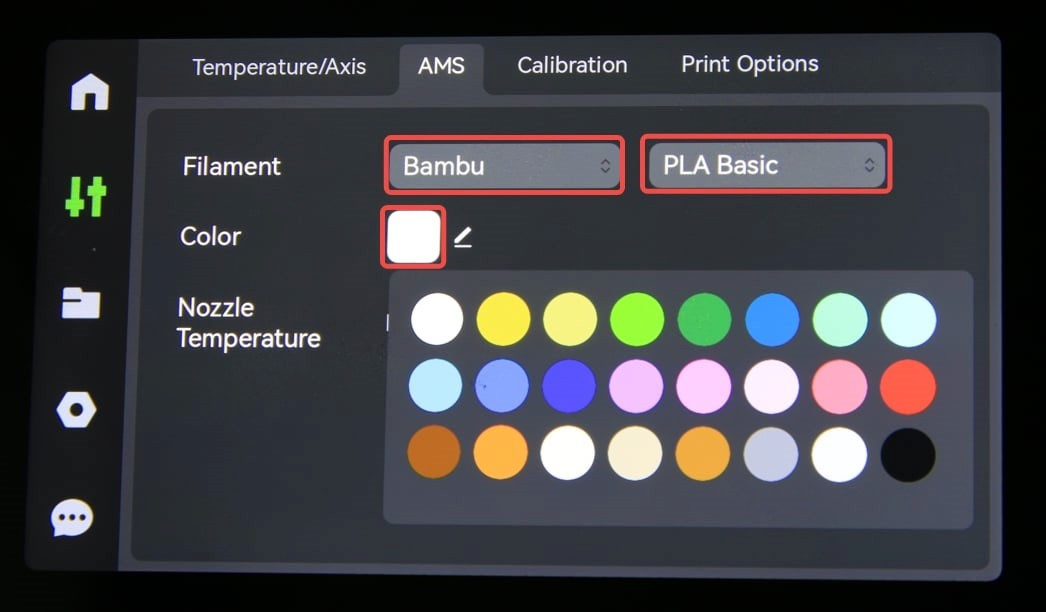 Temperature/Axis AMS Calibration Print Options
Filament Bambu PLA Basic
Color
Nozzle
Temperature